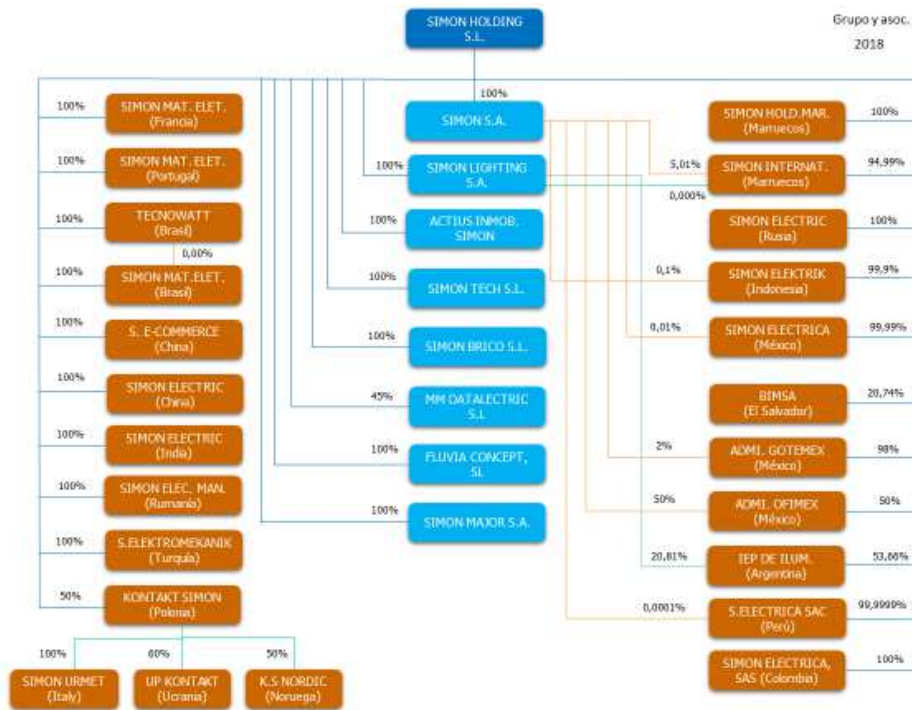 SIMON HOLDING
S.L.
Grupo y asoc.
2018
100%
100%
SIMON MAT. ELET.
(Francia)
100%
SIMON MAT. ELET.
(Portugal)
100%
TECNOWATT
(Brasil)
0,00%
100%
SIMON MAT.ELET.
(Brasil)
100%
S. E-COMMERCE
(China)
100%
SIMON ELECTRIC
(China)
100%
SIMON ELECTRIC
(India)
100%
SIMON ELEC. MAN.
(Rumanía)
100%
S.ELEKTROMEKANIK
(Turquía)
50%
KONTAKT SIMON
(Polonia)
100%
SIMON URMET
(Italy)
60%
UP KONTAKT
(Ucrania)
50%
K.S NORDIC
(Noruega)
SIMON S.A.
100%
SIMON LIGHTING
S.A.
100%
ACTIUS INMOB.
SIMON
100%
SIMON TECH S.L.
100%
SIMON BRICO S.L.
45%
MM DATALECTRIC
S.L
100%
FLUVIA CONCEPT,
SL
100%
SIMON MAJOR S.A.
SIMON HOLD.MAR.
(Marruecos)
100%
5,01%
SIMON INTERNAT.
(Marruecos)
94,99%
0,000%
SIMON ELECTRIC
(Rusia)
100%
0,1%
SIMON ELEKTRIK
(Indonesia)
99,9%
0,01%
SIMON ELECTRICA
(México)
99,99%
BIMSA
(El Salvador)
20,74%
2%
ADMI. GOTEMEX
(México)
98%
50%
ADMI. OFIMEX
(México)
50%
20,81%
IEP DE ILUM.
(Argentina)
53,66%
0,0001%
S.ELECTRICA SAC
(Perú)
99,9999%
SIMON ELECTRICA,
SAS (Colombia)
100%